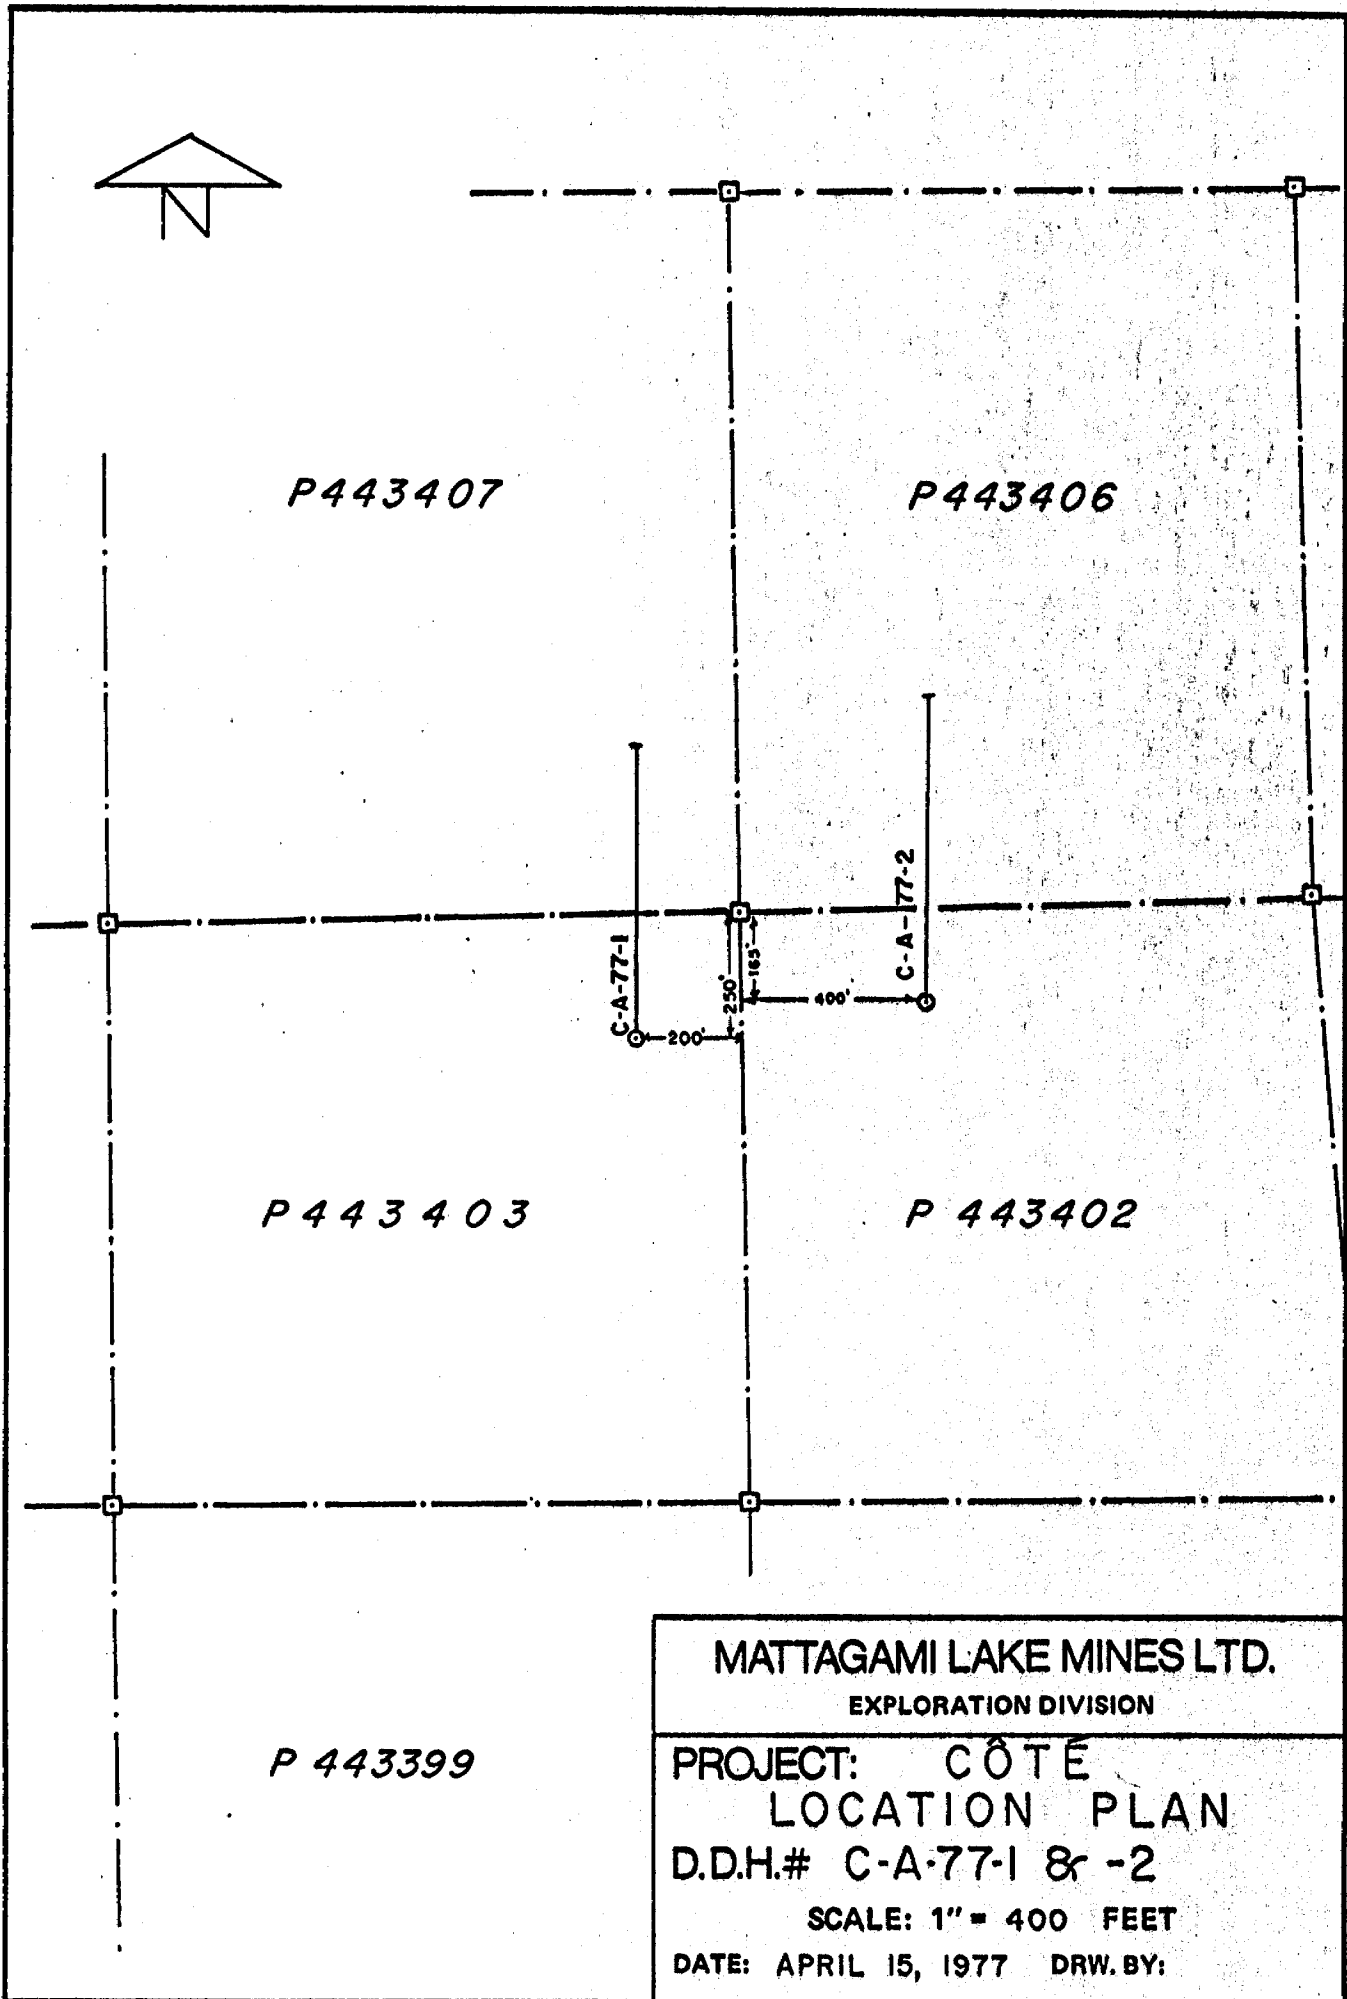 N
P443407
P443406
C-A-77-1
C-A-77-2
250'
165'
400'
200'
P443403
P 443402
P 443399
MATTAGAMI LAKE MINES LTD.
EXPLORATION DIVISION
PROJECT: CÔTÉ
LOCATION PLAN
D.D.H.# C-A-77-1 & -2
SCALE: 1" = 400 FEET
DATE: APRIL 15, 1977 DRW. BY: